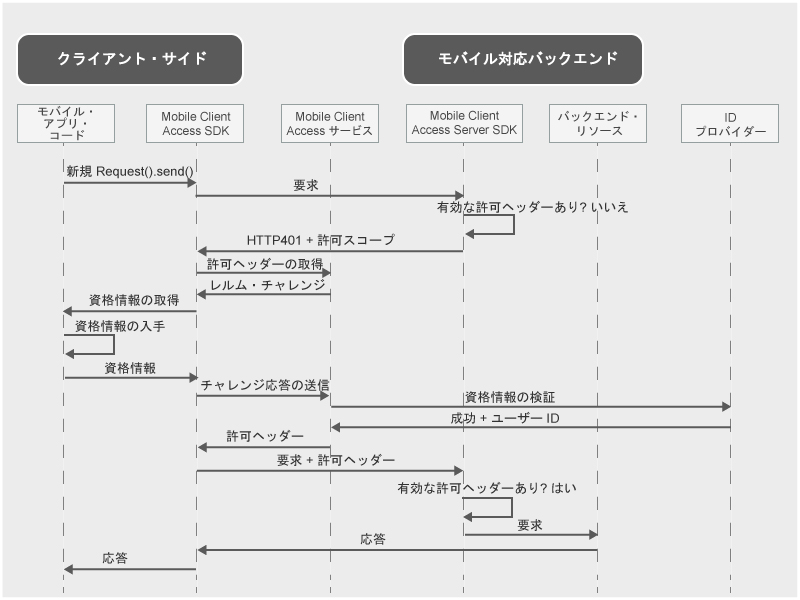 クライアント・サイド
モバイル対応バックエンド
モバイル・
アプリ・
コード
Mobile Client
Access SDK
Mobile Client
Access サービス
Mobile Client
Access Server SDK
バックエンド・
リソース
ID
プロバイダー
新規 Request().send()
要求
有効な許可ヘッダーあり? いいえ
HTTP401 + 許可スコープ
許可ヘッダーの取得
レルム・チャレンジ
資格情報の取得
資格情報の入手
資格情報
チャレンジ応答の送信
資格情報の検証
成功 + ユーザー ID
許可ヘッダー
要求 + 許可ヘッダー
有効な許可ヘッダーあり? はい
要求
応答
応答